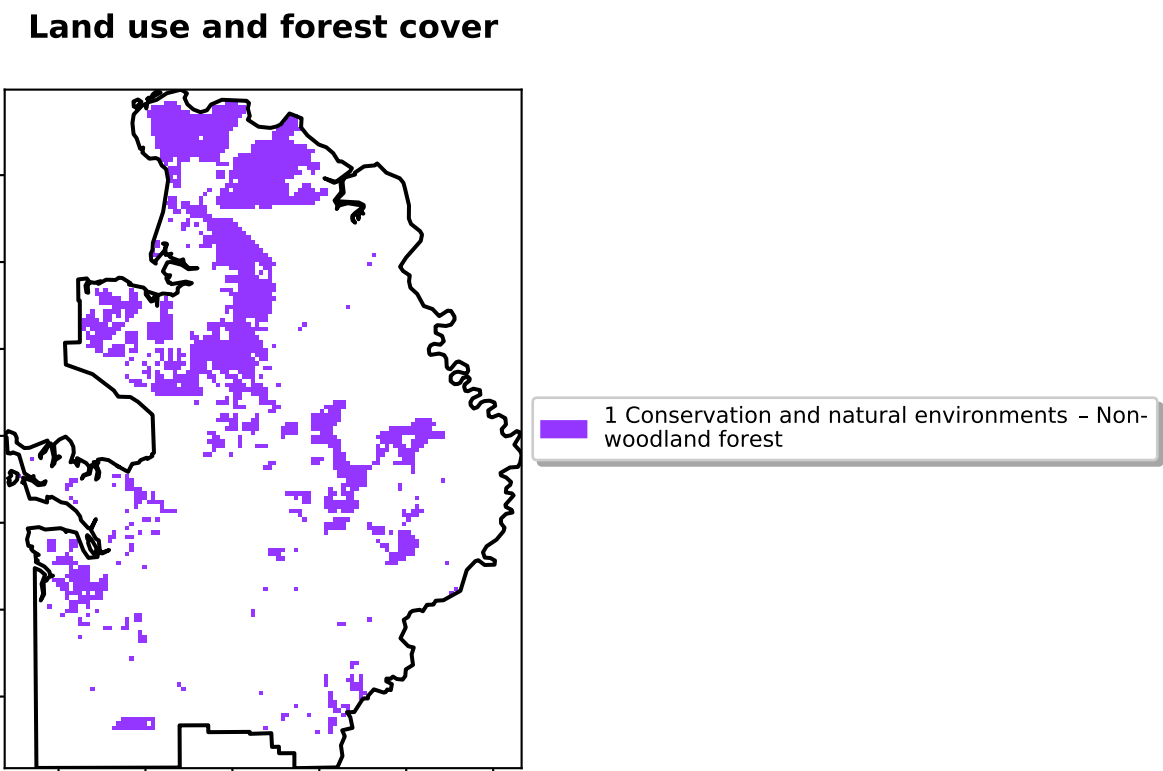 Land use and forest cover
1 Conservation and natural environments – Non-
woodland forest